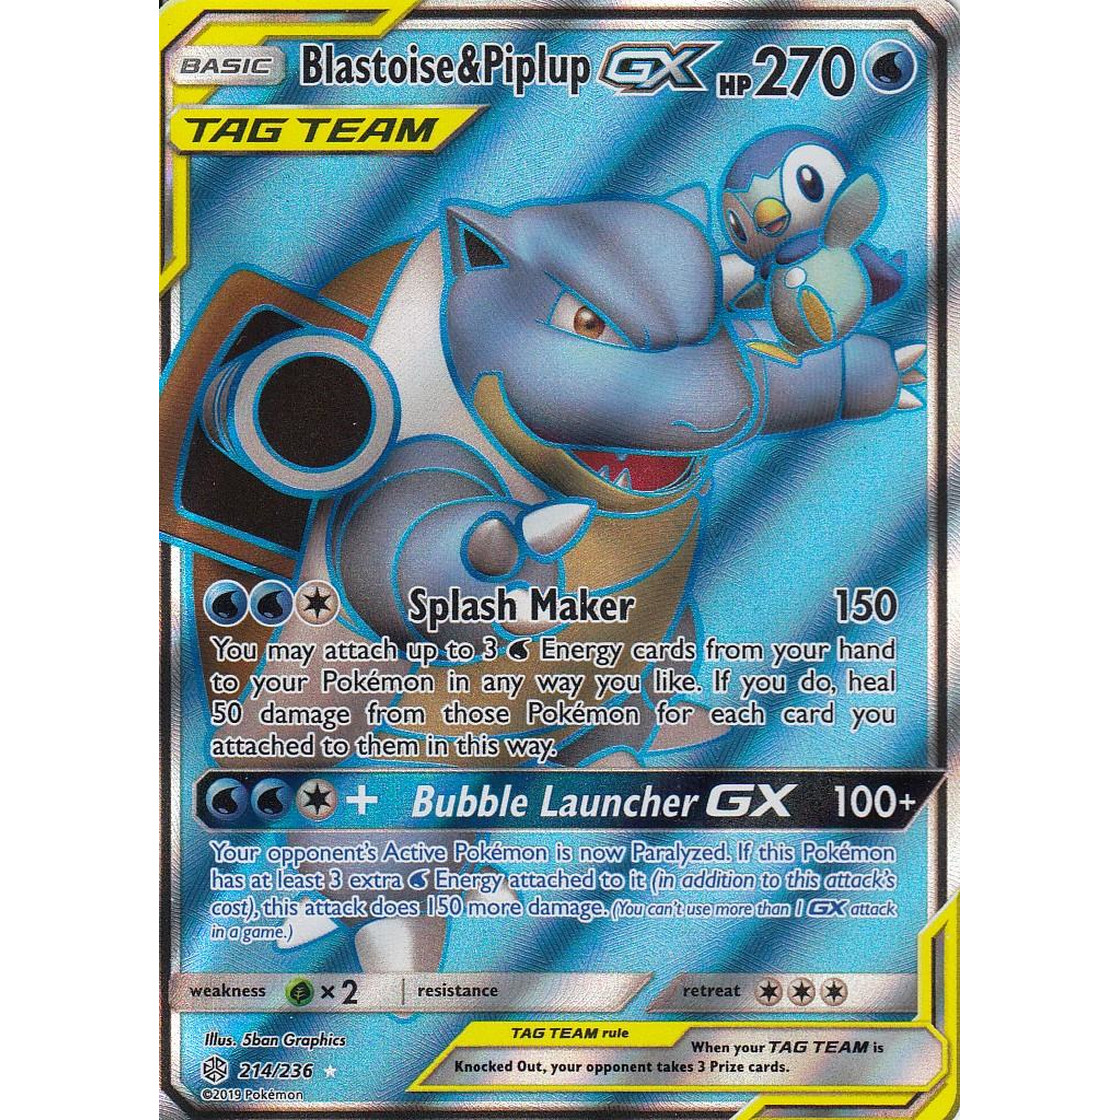 BASIC Blastoise&Piplup GX HP270
TAG TEAM
Splash Maker 150
You may attach up to 3 Energy cards from your hand
to your Pokémon in any way you like. If you do, heal
50 damage from those Pokémon for each card you
attached to them in this way.
+ Bubble Launcher GX 100+
Your opponent's Active Pokémon is now Paralyzed. If this Pokémon
has at least 3 extra Energy attached to it (in addition to this attack's
cost), this attack does 150 more damage. (You can't use more than 1 GX attack
in a game.)
weakness ×2 resistance retreat
Illus. 5ban Graphics
TAG TEAM rule
When your TAG TEAM is
Knocked Out, your opponent takes 3 Prize cards.
214/236
©2019 Pokémon